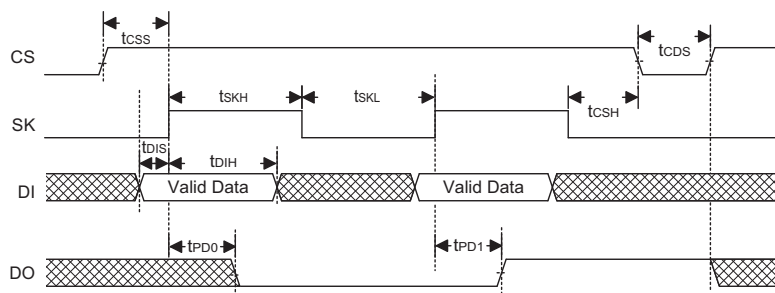 tCSS
tCDS
CS
tSKH
tSKL
tCSH
SK
tDIS
tDIH
DI
Valid Data
Valid Data
tPD0
tPD1
DO